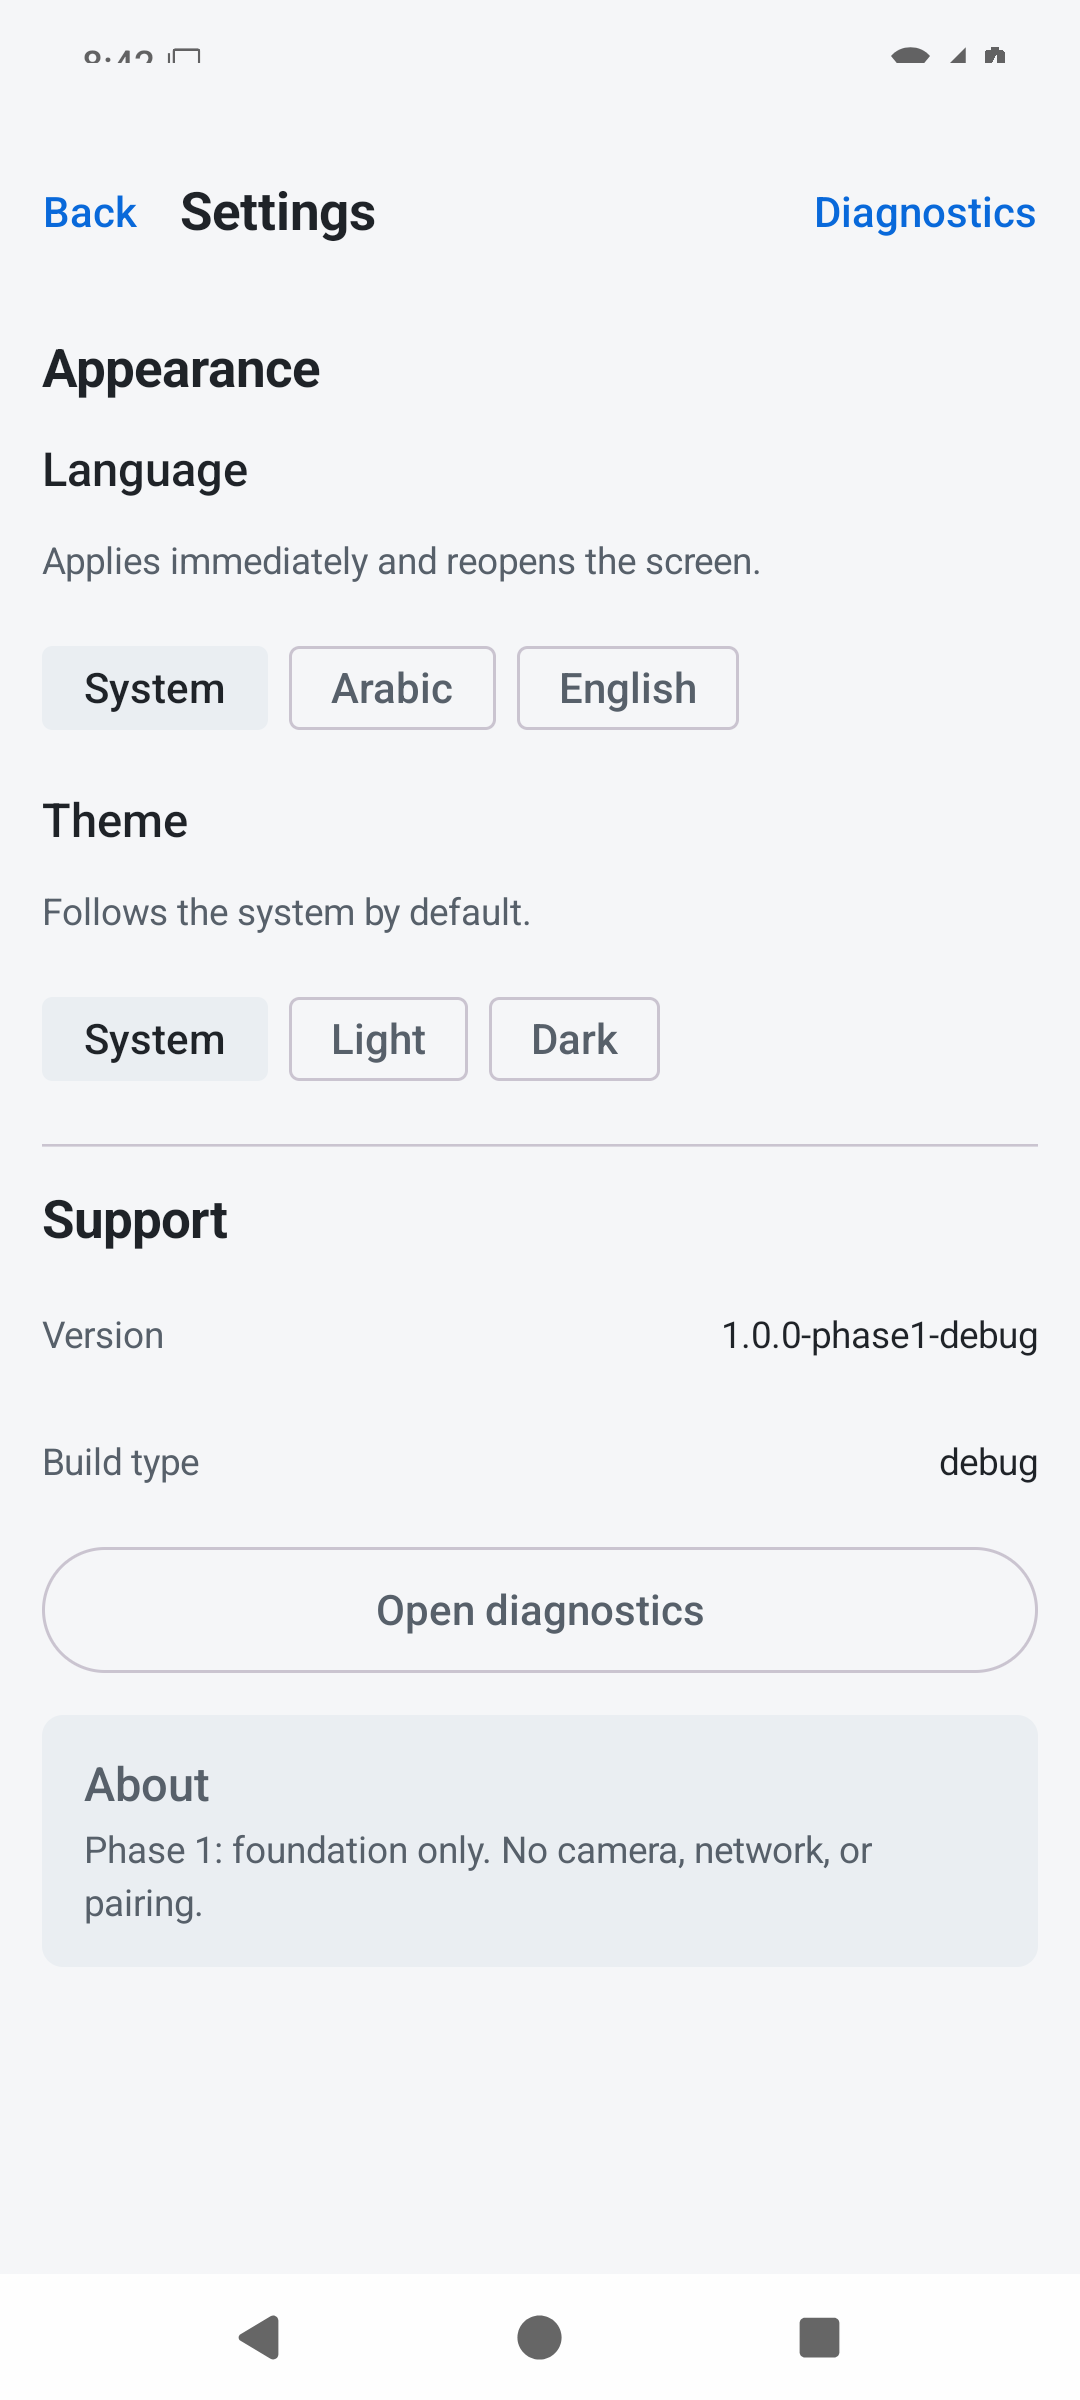 8:42
Back Settings Diagnostics
Appearance
Language
Applies immediately and reopens the screen.
System Arabic English
Theme
Follows the system by default.
System Light Dark
Support
Version 1.0.0-phase1-debug
Build type debug
Open diagnostics
About
Phase 1: foundation only. No camera, network, or
pairing.